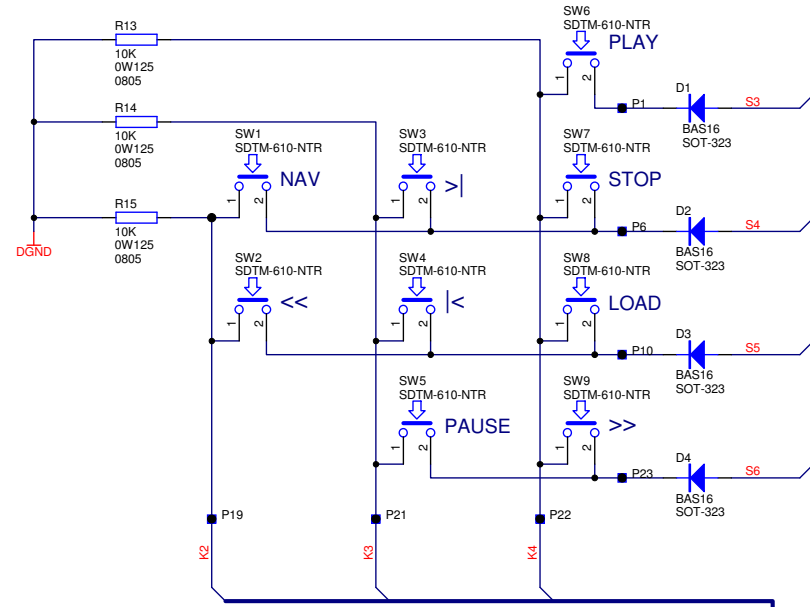 SW6
SDTM-610-NTR
PLAY
R13
10K
0W125
0805
1
2
P1
D1
S3
BAS16
SOT-323
R14
10K
0W125
0805
SW1
SDTM-610-NTR
NAV
1
2
SW3
SDTM-610-NTR
>|
1
2
SW7
SDTM-610-NTR
STOP
1
2
P6
D2
S4
BAS16
SOT-323
R15
10K
0W125
0805
DGND
SW2
SDTM-610-NTR
<<
1
2
SW4
SDTM-610-NTR
|<
1
2
SW8
SDTM-610-NTR
LOAD
1
2
P10
D3
S5
BAS16
SOT-323
SW5
SDTM-610-NTR
PAUSE
1
2
SW9
SDTM-610-NTR
>>
1
2
P23
D4
S6
BAS16
SOT-323
P19
P21
P22
K2
K3
K4